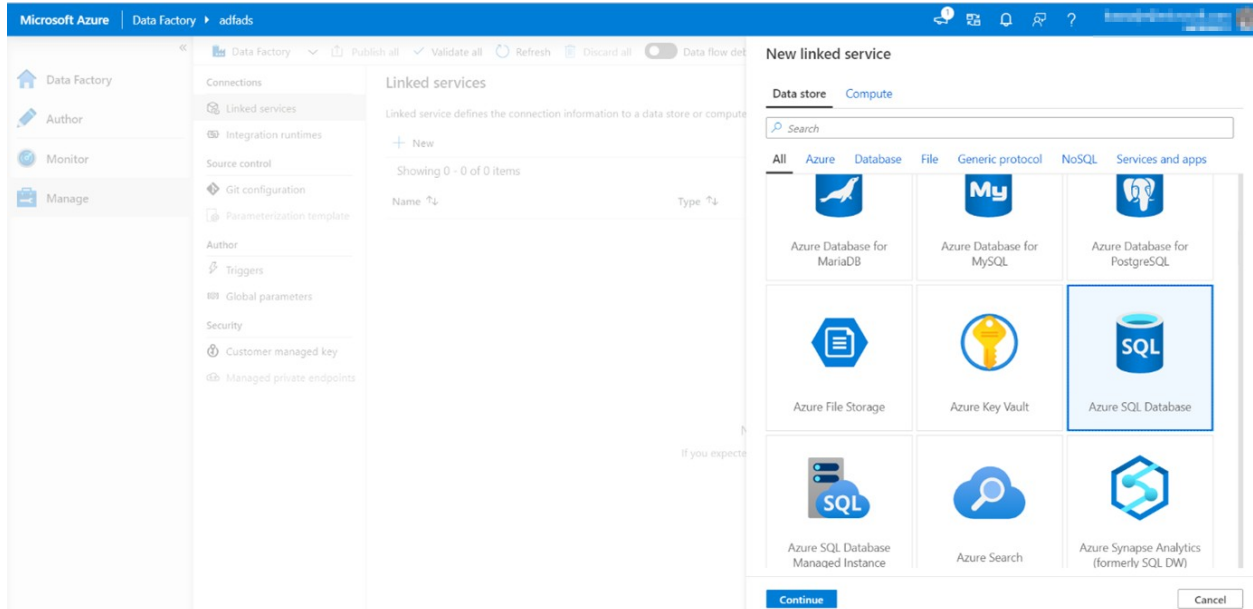 Microsoft Azure
Data Factory ▸ adfads
1
?
«
Data Factory
Author
Monitor
Manage
Data Factory
Publish all
Validate all
Refresh
Discard all
Data flow deb
Connections
Linked services
Integration runtimes
Source control
Git configuration
Parameterization template
Author
Triggers
Global parameters
Security
Customer managed key
Managed private endpoints
Linked services
Linked service defines the connection information to a data store or compute
+ New
Showing 0 - 0 of 0 items
Name ↑↓
Type ↑↓
N
If you expecte
New linked service
Data store
Compute
Search
All
Azure
Database
File
Generic protocol
NoSQL
Services and apps
My
Azure Database for
MariaDB
Azure Database for
MySQL
Azure Database for
PostgreSQL
SQL
Azure File Storage
Azure Key Vault
Azure SQL Database
SQL
Azure SQL Database
Managed Instance
Azure Search
Azure Synapse Analytics
(formerly SQL DW)
Continue
Cancel